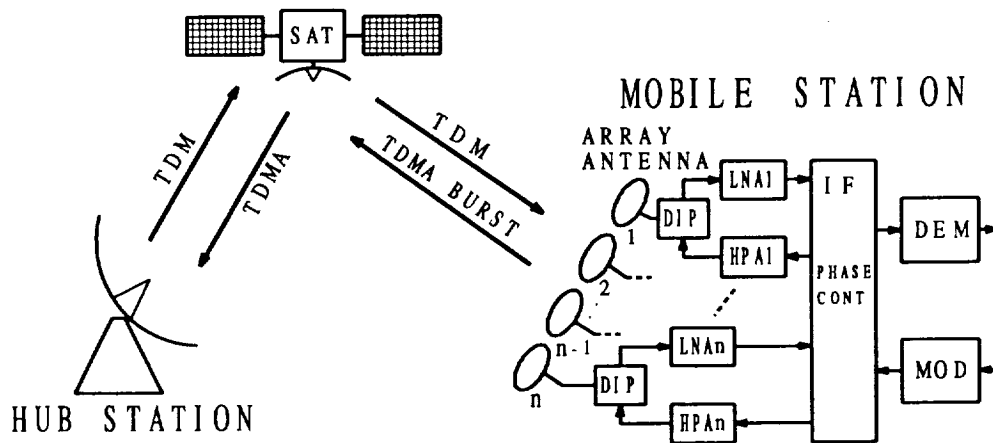 SAT
MOBILE STATION
TDM
TDMA
TDM
TDMA BURST
ARRAY
ANTENNA
LNA1
IF
DIP
1
HPA1
DEM
2
PHASE
CONT
n-1
LNAn
MOD
n
DIP
HPAn
HUB STATION